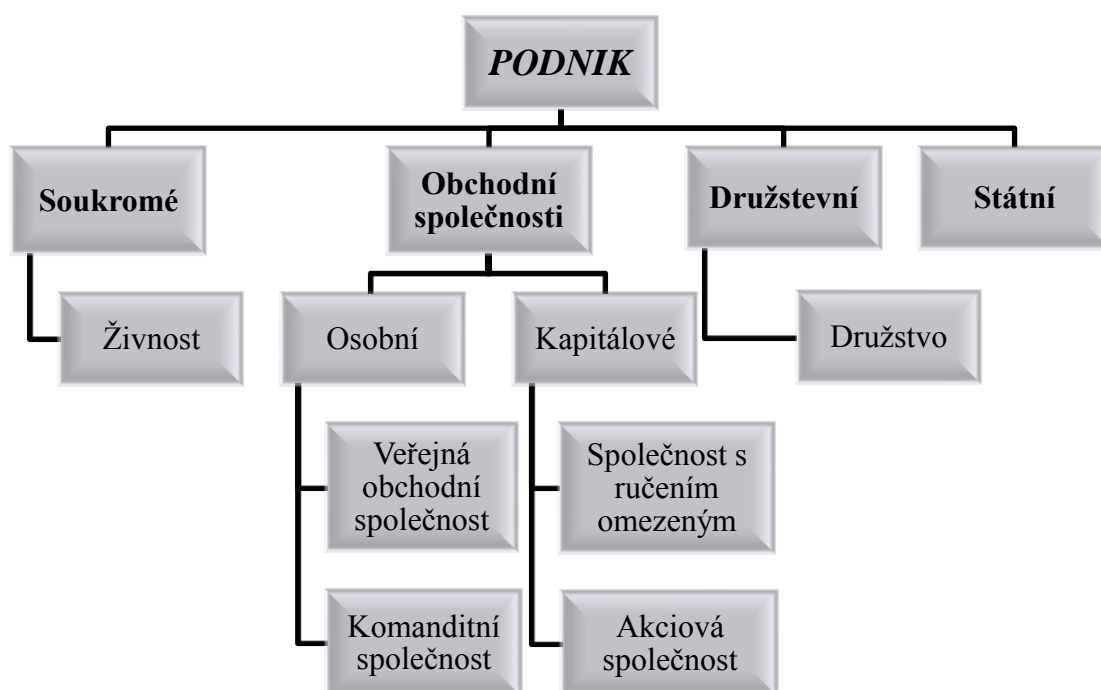 PODNIK
Soukromé
Obchodní
společnosti
Družstevní
Státní
Živnost
Osobní
Kapitálové
Družstvo
Veřejná
obchodní
společnost
Společnost s
ručením
omezeným
Komanditní
společnost
Akciová
společnost